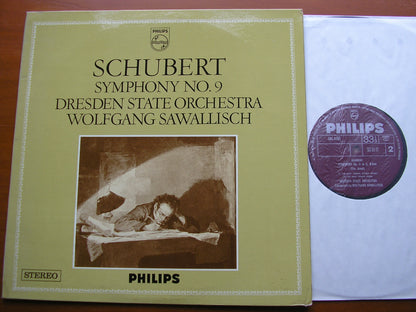 PHILIPS
SCHUBERT
SYMPHONY NO. 9
DRESDEN STATE ORCHESTRA
WOLFGANG SAWALLISCH
STEREO
PHILIPS
PHILIPS
33⅓
2